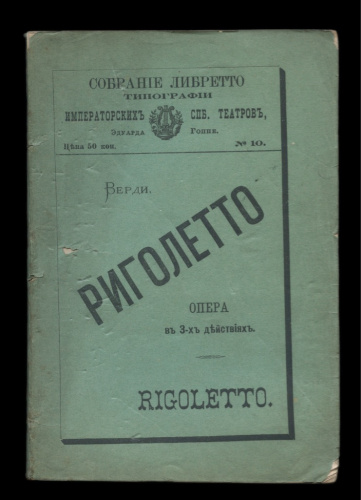 СОБРАНІЕ ЛИБРЕТТО
ТИПОГРАФІИ
ИМПЕРАТОРСКИХЪ СПБ. ТЕАТРОВЪ,
Эдуарда Гоппе.
Цѣна 50 коп. № 10.
ВЕРДИ.
РИГОЛЕТТО
ОПЕРА
въ 3-хъ дѣйствіяхъ.
RIGOLETTO.